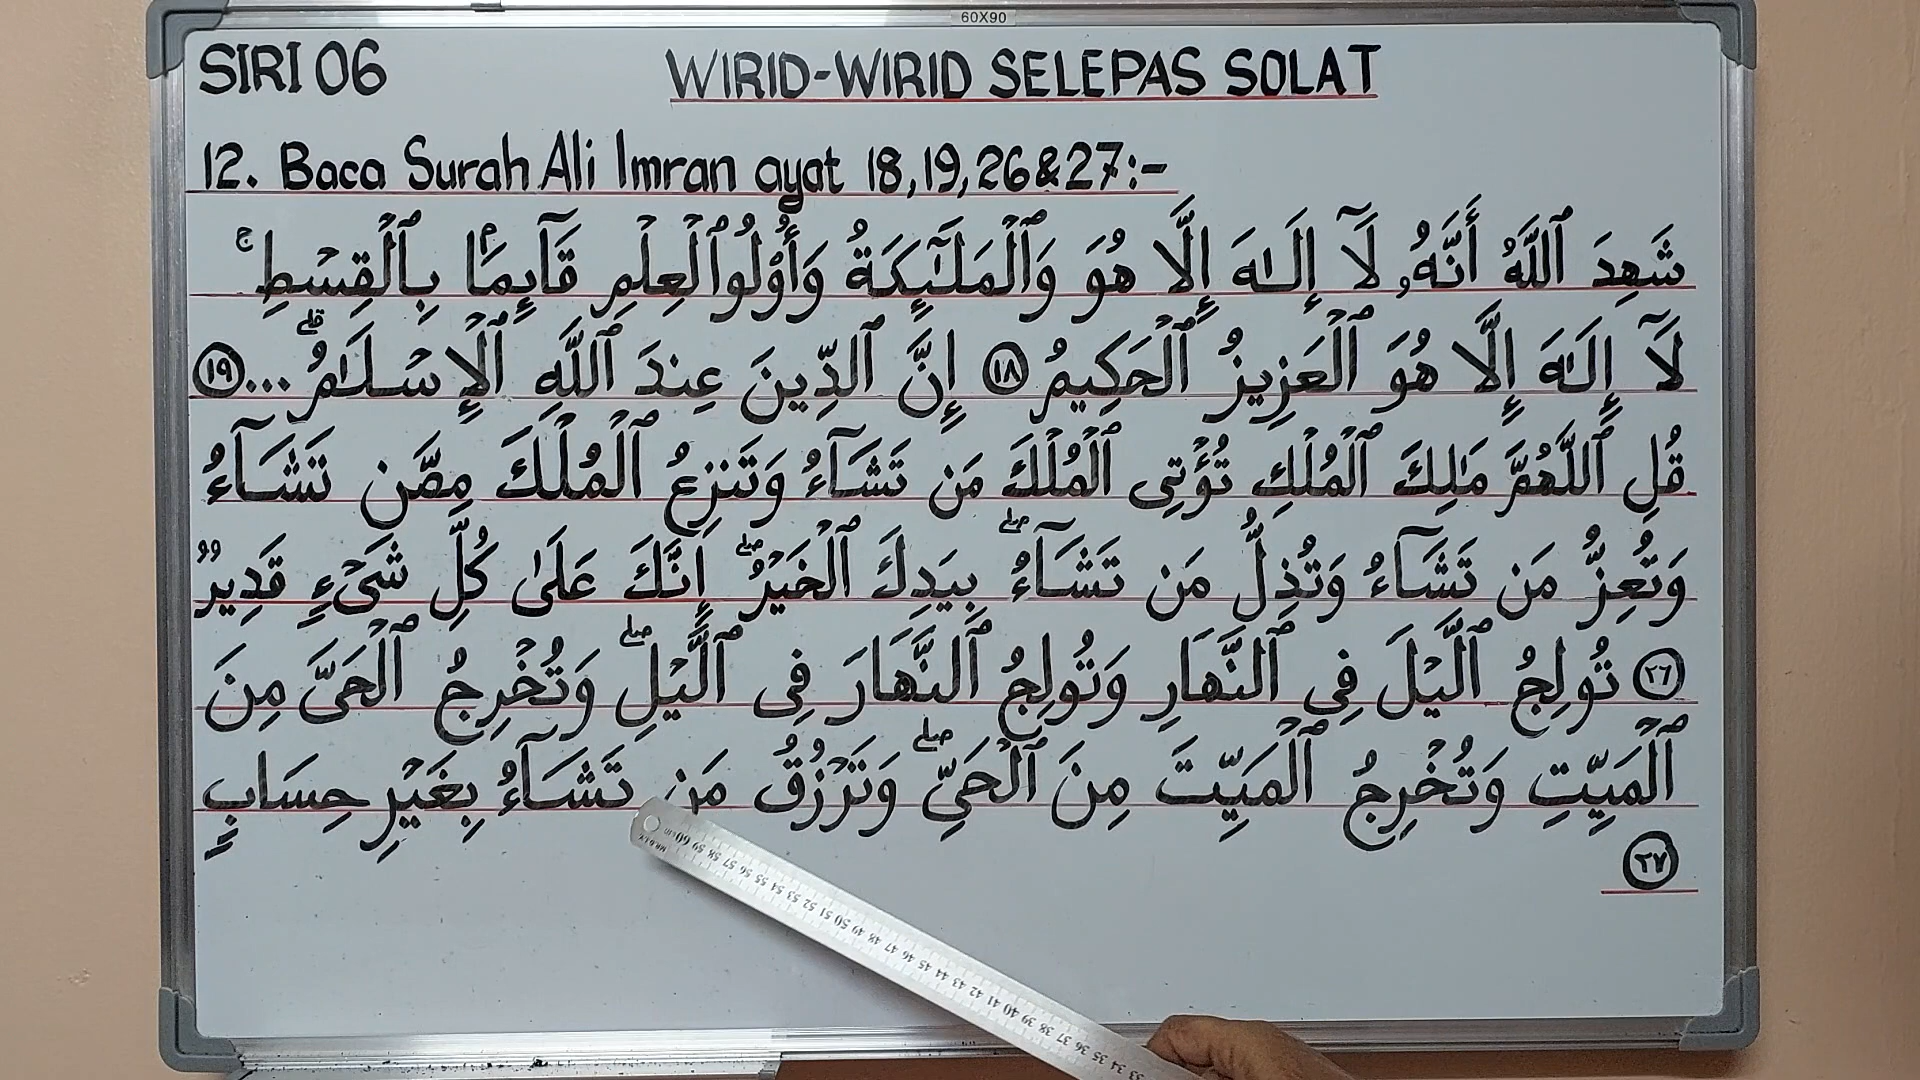 60X90
SIRI 06 WIRID-WIRID SELEPAS SOLAT
12. Baca Surah Ali Imran ayat 18, 19, 26 & 27:-
شَهِدَ ٱللَّهُ أَنَّهُۥ لَآ إِلَـٰهَ إِلَّا هُوَ وَٱلْمَلَـٰٓئِكَةُ وَأُو۟لُوا۟ ٱلْعِلْمِ قَآئِمًۢا بِٱلْقِسْطِ ۚ
لَآ إِلَـٰهَ إِلَّا هُوَ ٱلْعَزِيزُ ٱلْحَكِيمُ ١٨ إِنَّ ٱلدِّينَ عِندَ ٱللَّهِ ٱلْإِسْلَـٰمُ ۗ ... ١٩
قُلِ ٱللَّهُمَّ مَـٰلِكَ ٱلْمُلْكِ تُؤْتِى ٱلْمُلْكَ مَن تَشَآءُ وَتَنزِعُ ٱلْمُلْكَ مِمَّن تَشَآءُ
وَتُعِزُّ مَن تَشَآءُ وَتُذِلُّ مَن تَشَآءُ ۖ بِيَدِكَ ٱلْخَيْرُ ۖ إِنَّكَ عَلَىٰ كُلِّ شَىْءٍ قَدِيرٌ
٢٦ تُولِجُ ٱلَّيْلَ فِى ٱلنَّهَارِ وَتُولِجُ ٱلنَّهَارَ فِى ٱلَّيْلِ ۖ وَتُخْرِجُ ٱلْحَىَّ مِنَ
ٱلْمَيِّتِ وَتُخْرِجُ ٱلْمَيِّتَ مِنَ ٱلْحَىِّ ۖ وَتَرْزُقُ مَن تَشَآءُ بِغَيْرِ حِسَابٍ
٢٧